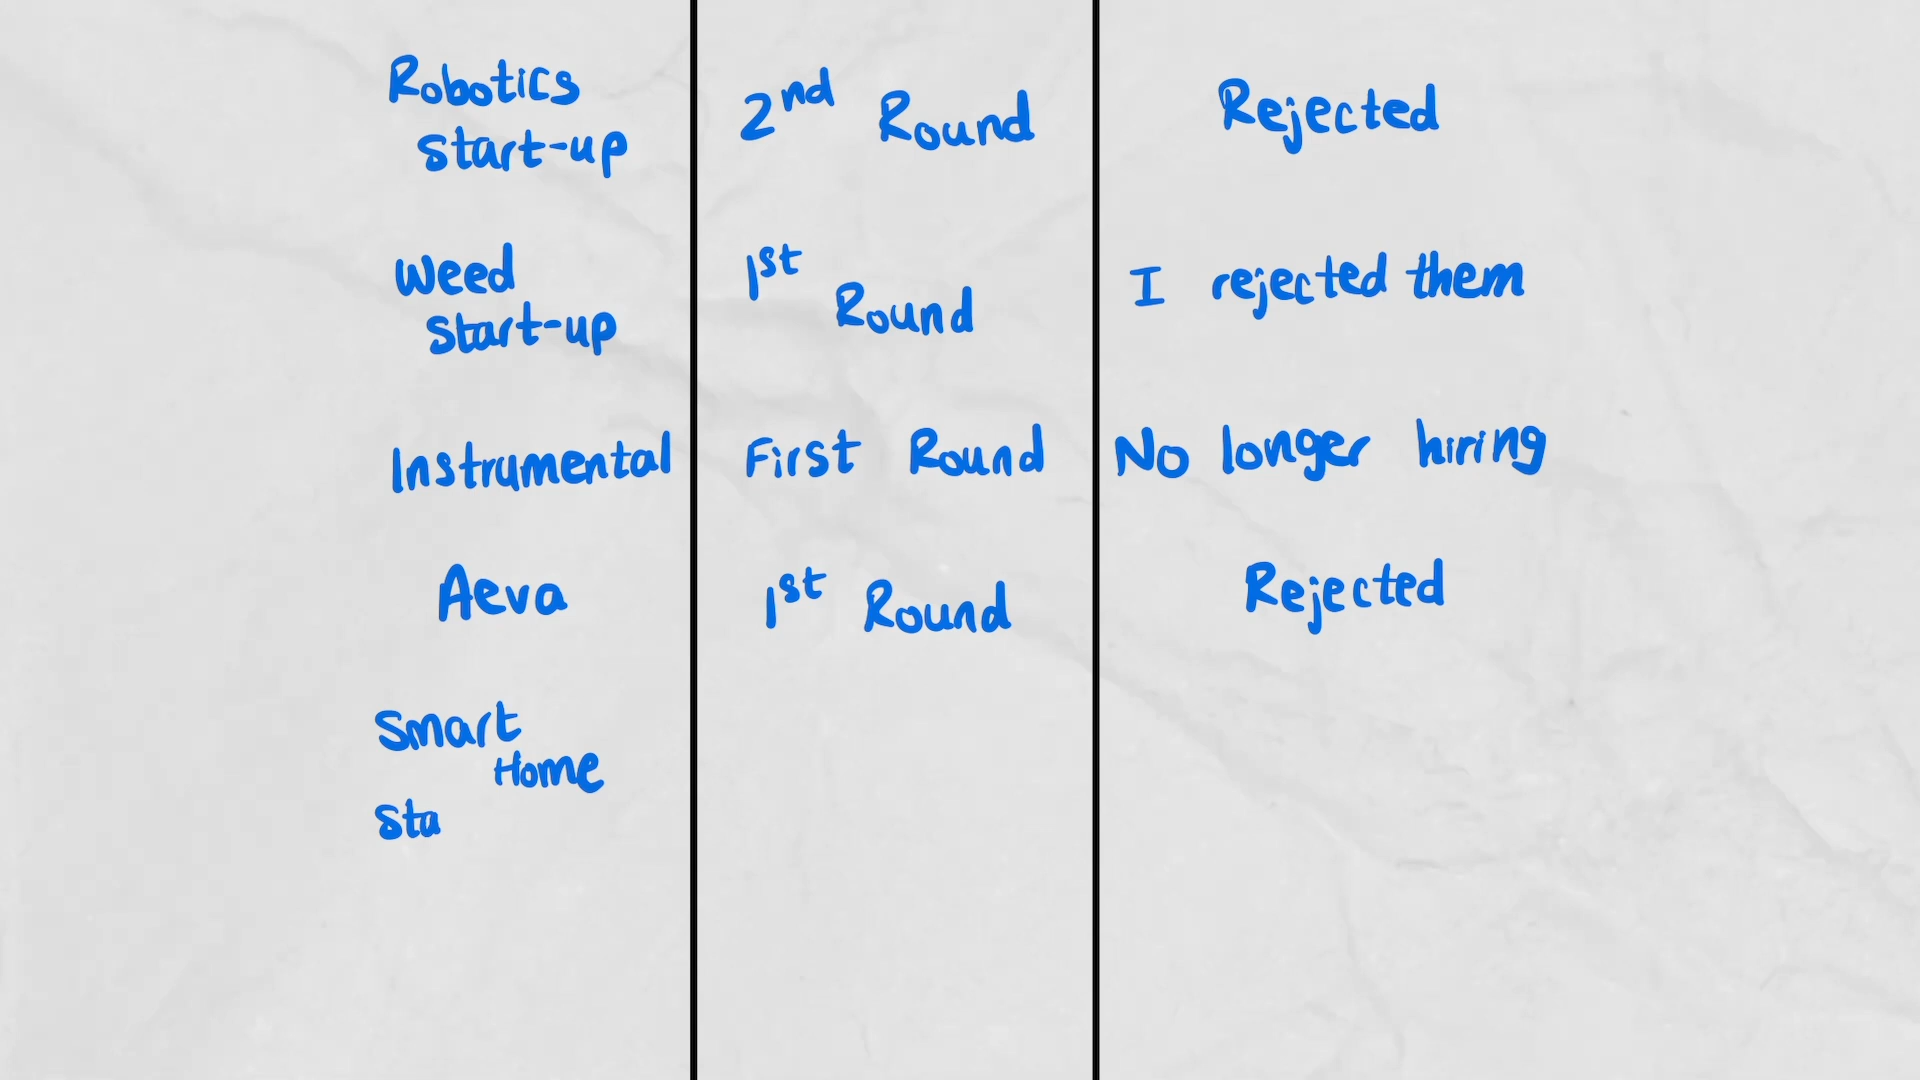 Robotics
start-up
2nd Round
Rejected
Weed
start-up
1st
Round
I rejected them
Instrumental
First Round
No longer hiring
Aeva
1st Round
Rejected
Smart
Home
Sta